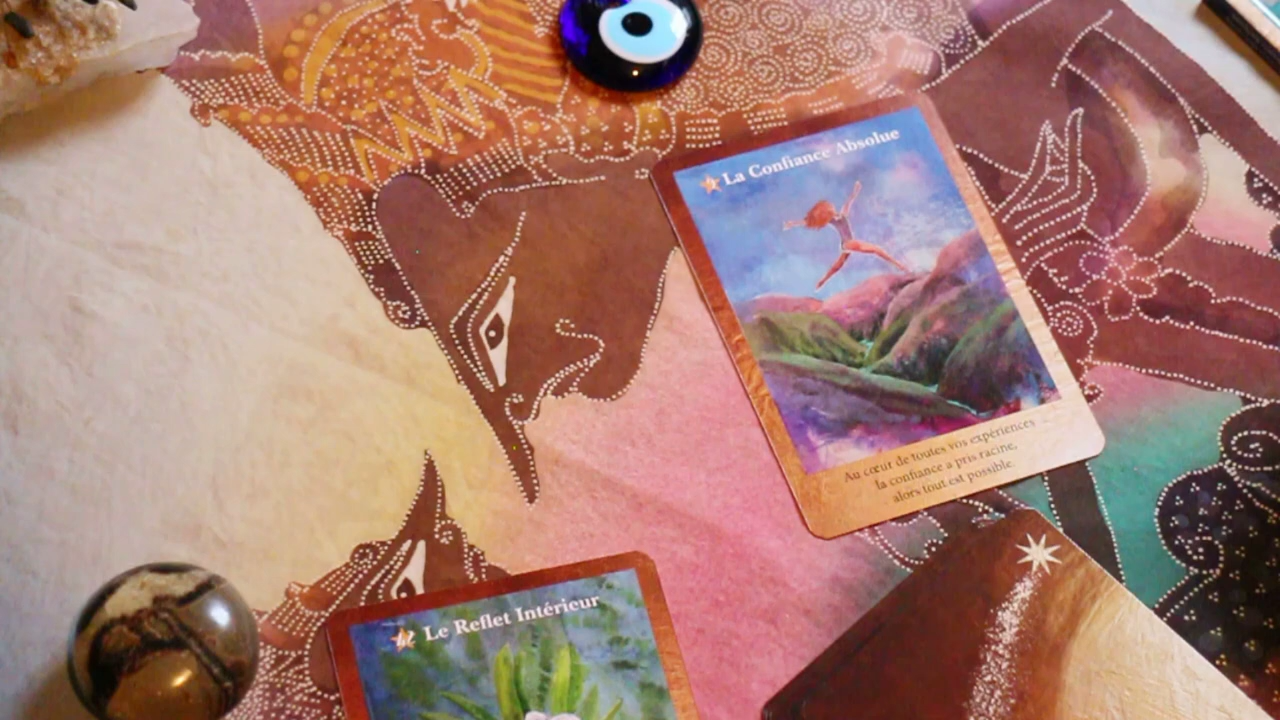 La Confiance Absolue
Au cœur de toutes vos expériences
la confiance a pris racine,
alors tout est possible.
Le Reflet Intérieur